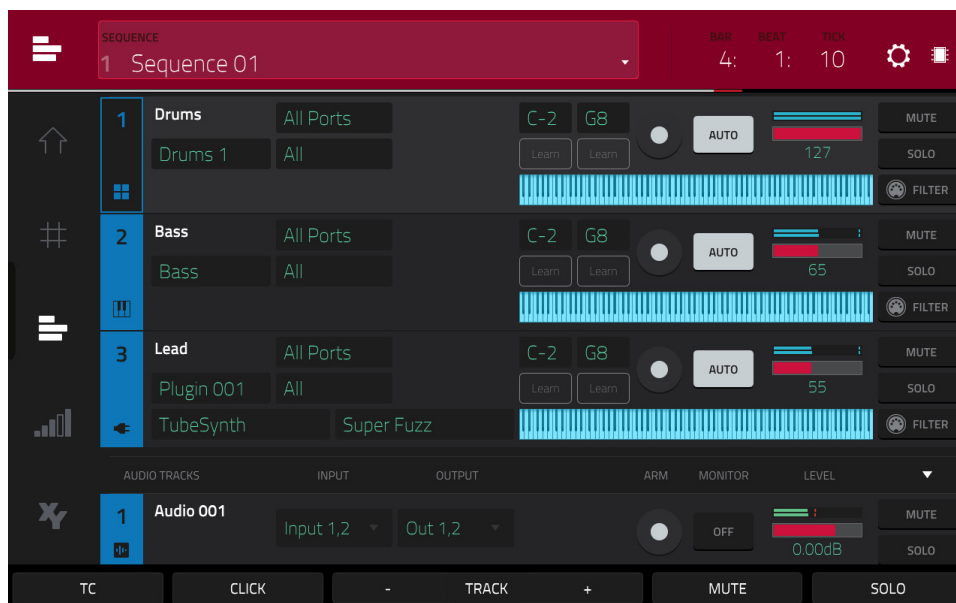 SEQUENCE
1 Sequence 01
BAR BEAT TICK
4: 1: 10
1 Drums All Ports C-2 G8 AUTO MUTE
Drums 1 All Learn Learn 127 SOLO
FILTER
2 Bass All Ports C-2 G8 AUTO MUTE
Bass All Learn Learn 65 SOLO
FILTER
3 Lead All Ports C-2 G8 AUTO MUTE
Plugin 001 All Learn Learn 55 SOLO
TubeSynth Super Fuzz FILTER
AUDIO TRACKS INPUT OUTPUT ARM MONITOR LEVEL
1 Audio 001 Input 1,2 Out 1,2 OFF MUTE
0.00dB SOLO
XY
TC CLICK - TRACK + MUTE SOLO